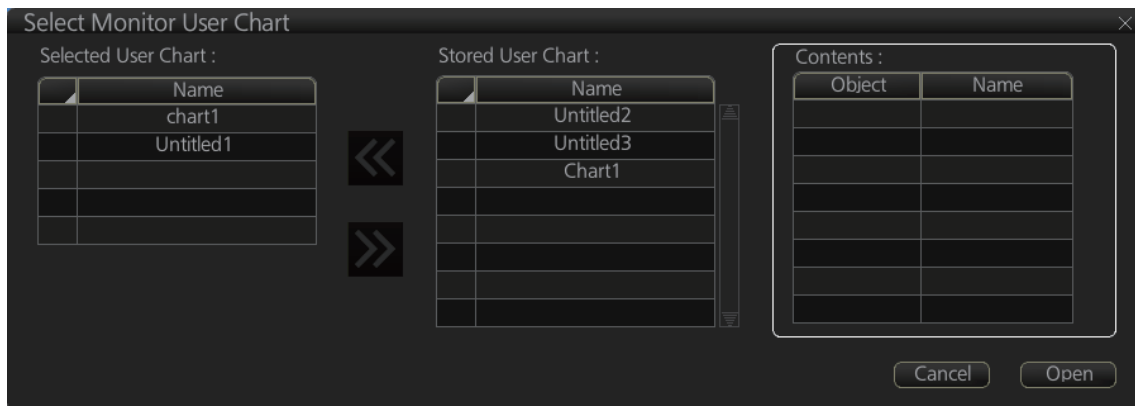 Select Monitor User Chart
Selected User Chart :
Name
chart1
Untitled1
Stored User Chart :
Name
Untitled2
Untitled3
Chart1
Contents :
Object Name
Cancel Open